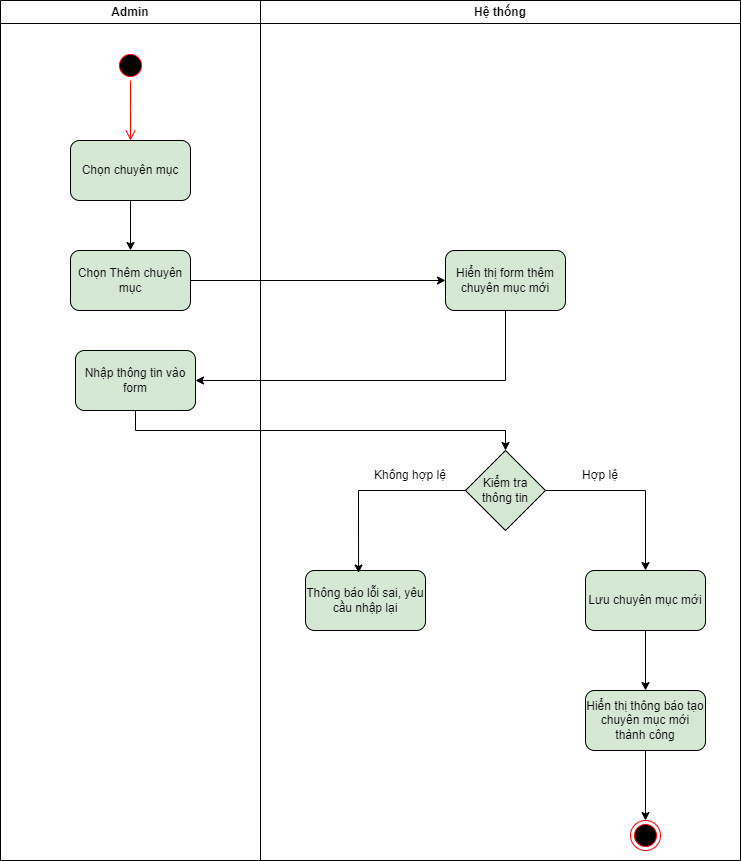 Admin
Hệ thống
Chọn chuyên mục
Chọn Thêm chuyên
mục
Hiển thị form thêm
chuyên mục mới
Nhập thông tin vào
form
Không hợp lệ
Kiểm tra
thông tin
Hợp lệ
Thông báo lỗi sai, yêu
cầu nhập lại
Lưu chuyên mục mới
Hiển thị thông báo tạo
chuyên mục mới
thành công